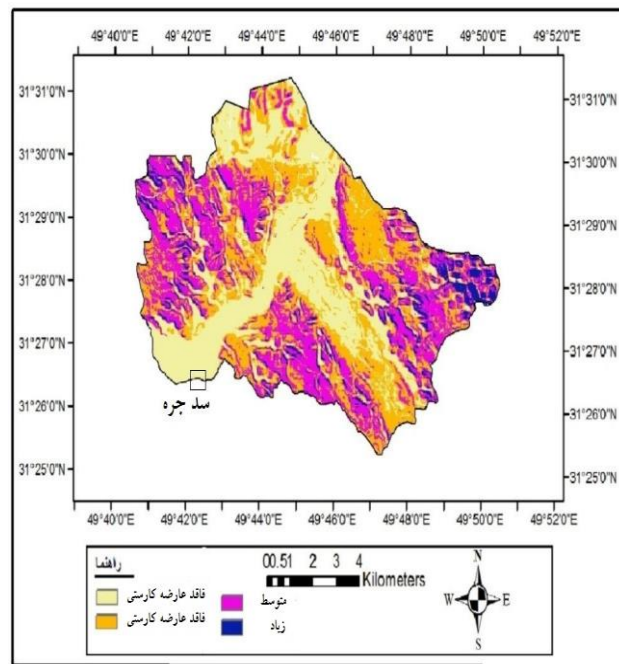 49°40'0"E 49°42'0"E 49°44'0"E 49°46'0"E 49°48'0"E 49°50'0"E 49°52'0"E
31°31'0"N 31°31'0"N
31°30'0"N 31°30'0"N
31°29'0"N 31°29'0"N
31°28'0"N 31°28'0"N
31°27'0"N 31°27'0"N
31°26'0"N 31°26'0"N
سد جره
31°25'0"N 31°25'0"N
49°40'0"E 49°42'0"E 49°44'0"E 49°46'0"E 49°48'0"E 49°50'0"E 49°52'0"E
راهنما
فاقد عارضه کارستی
فاقد عارضه کارستی
متوسط
زیاد
0 0.5 1 2 3 4
Kilometers
N
W E
S